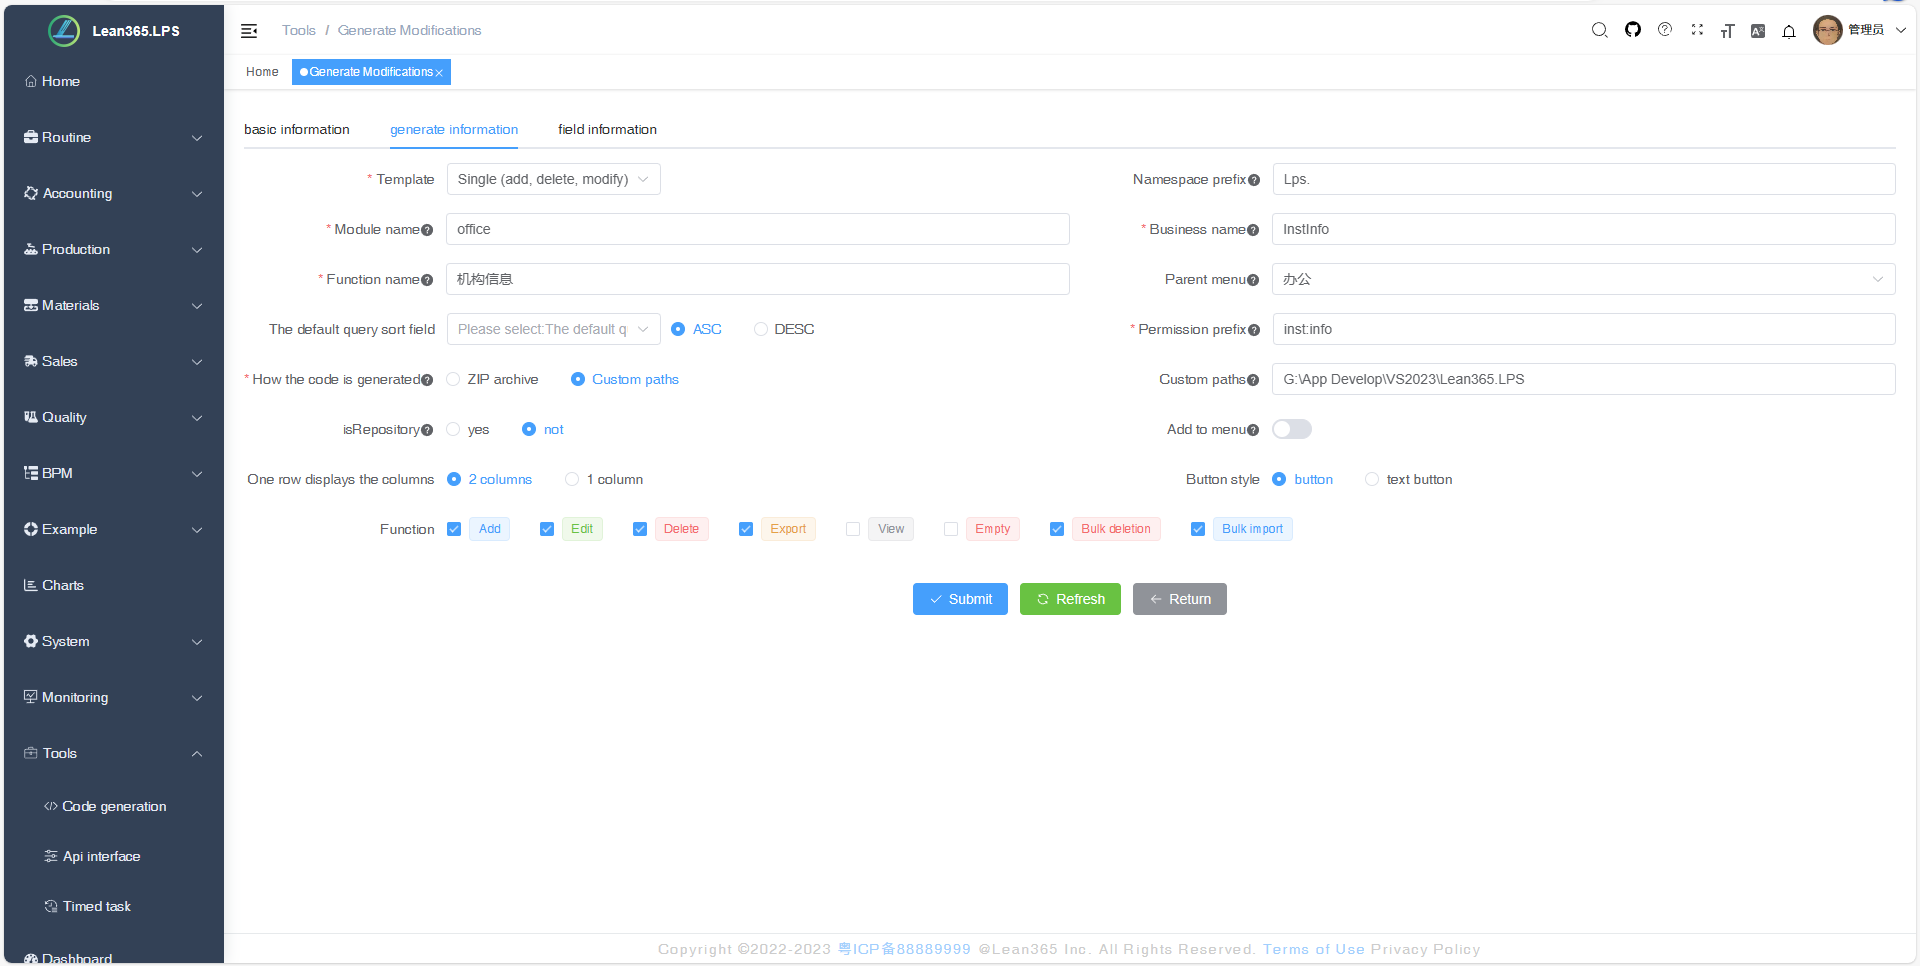 Lean365.LPS
Tools / Generate Modifications
管理员
Home
Generate Modifications
Home
Routine
Accounting
Production
Materials
Sales
Quality
BPM
Example
Charts
System
Monitoring
Tools
Code generation
Api interface
Timed task
Dashboard
basic information
generate information
field information
* Template Single (add, delete, modify)
Namespace prefix Lps.
* Module name office
* Business name InstInfo
* Function name 机构信息
Parent menu 办公
The default query sort field Please select:The default q ASC DESC
* Permission prefix inst:info
* How the code is generated ZIP archive Custom paths
Custom paths G:\App Develop\VS2023\Lean365.LPS
isRepository yes not
Add to menu
One row displays the columns 2 columns 1 column
Button style button text button
Function Add Edit Delete Export View Empty Bulk deletion Bulk import
Submit Refresh Return
Copyright ©2022-2023 粤ICP备88889999 @Lean365 Inc. All Rights Reserved. Terms of Use Privacy Policy